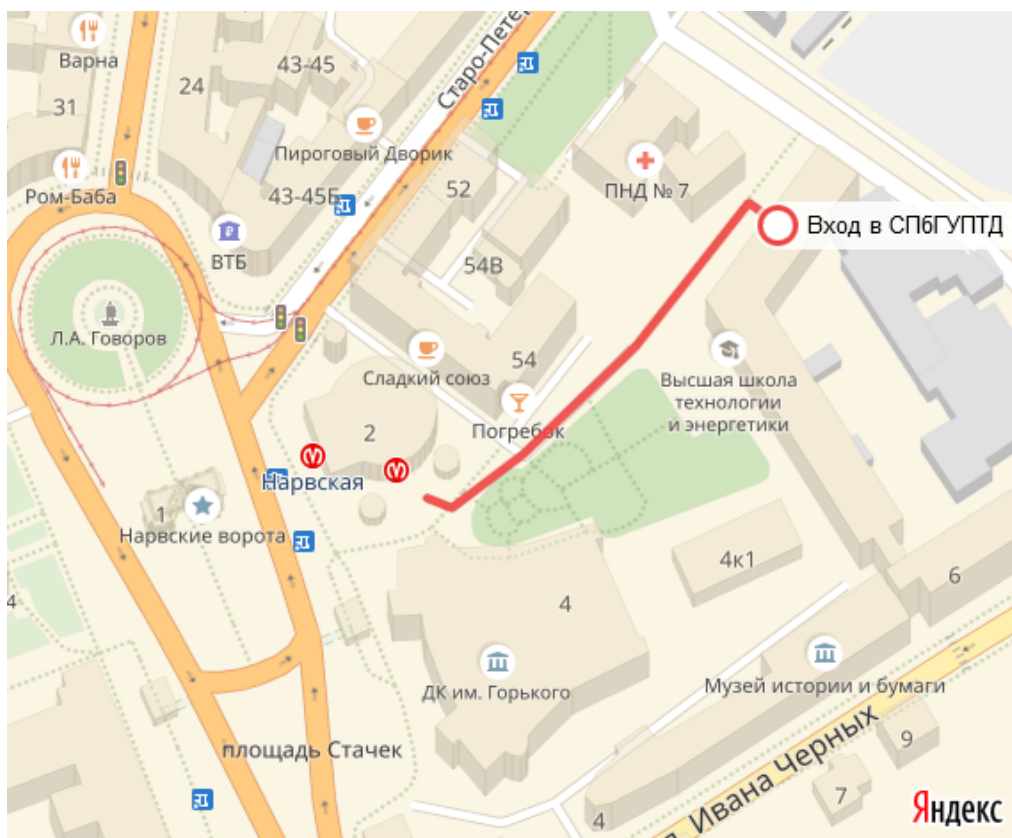 Варна
31
24
43-45
Старо-Петер
Пироговый Дворик
Ром-Баба
43-45Б
52
ПНД № 7
Вход в СПбГУПТД
ВТБ
54В
Л.А. Говоров
Сладкий союз
54
Высшая школа
технологии
и энергетики
Погребок
2
Нарвская
1
Нарвские ворота
4к1
6
4
4
ДК им. Горького
Музей истории и бумаги
площадь Стачек
9
7
4
Ивана Черных
Яндекс